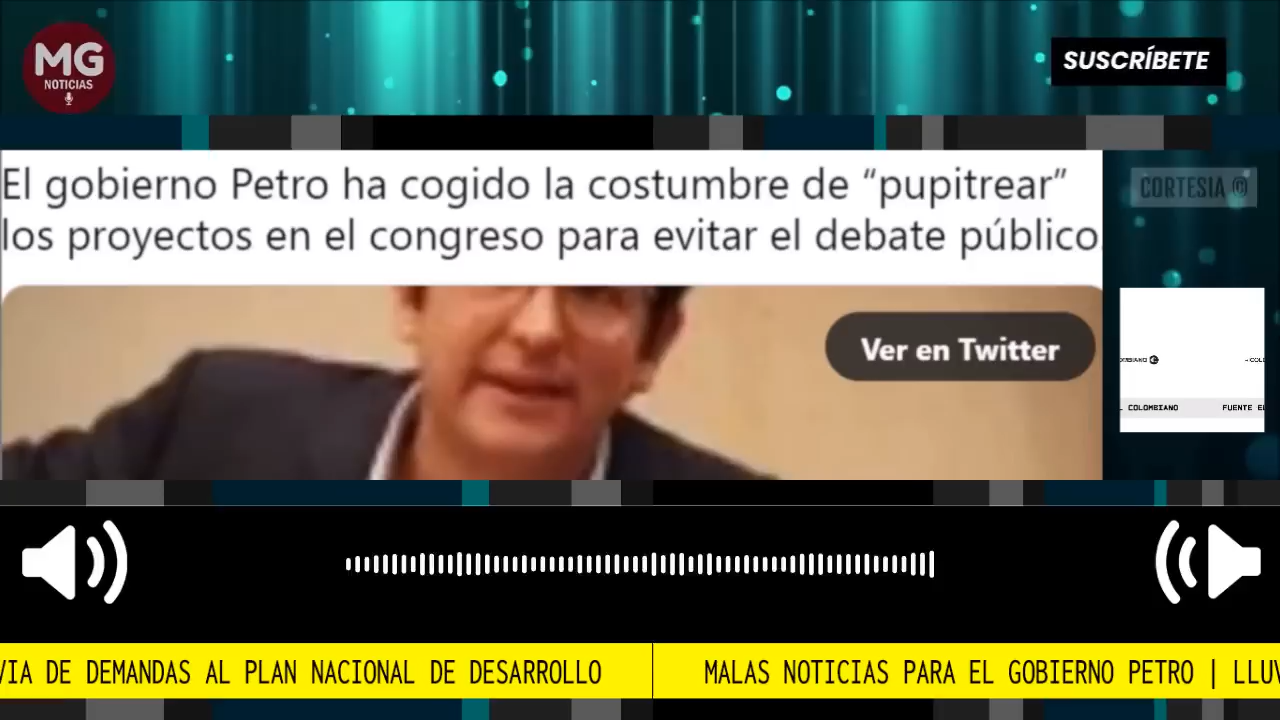 MG
NOTICIAS
SUSCRÍBETE
El gobierno Petro ha cogido la costumbre de “pupitrear”
los proyectos en el congreso para evitar el debate público.
CORTESIA ©
Ver en Twitter
COLOMBIANO
FUENTE
VIA DE DEMANDAS AL PLAN NACIONAL DE DESARROLLO
MALAS NOTICIAS PARA EL GOBIERNO PETRO | LLUV